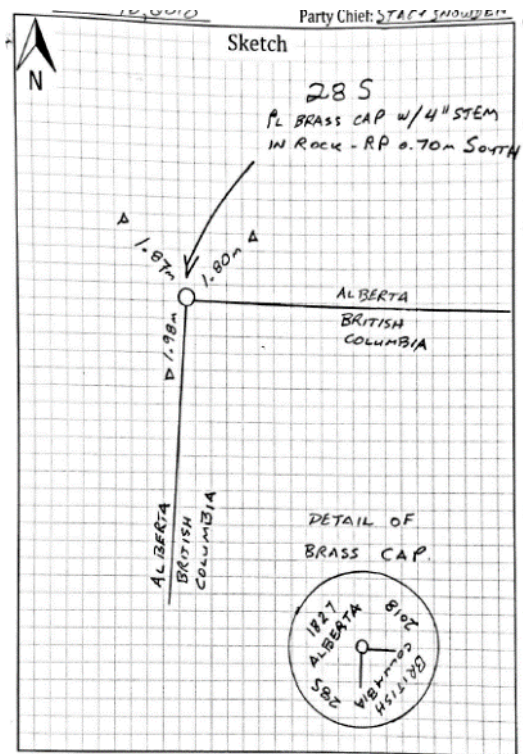 Party Chief: STACY SNOWDEN
Sketch
N
28 S
PL BRASS CAP W/ 4" STEM
IN ROCK - RP 0.70m SOUTH
1.87m
1.80m
1.98m
ALBERTA
BRITISH
COLUMBIA
ALBERTA
BRITISH
COLUMBIA
DETAIL OF
BRASS CAP.
1827
2018
ALBERTA
BRITISH
COLUMBIA
28S